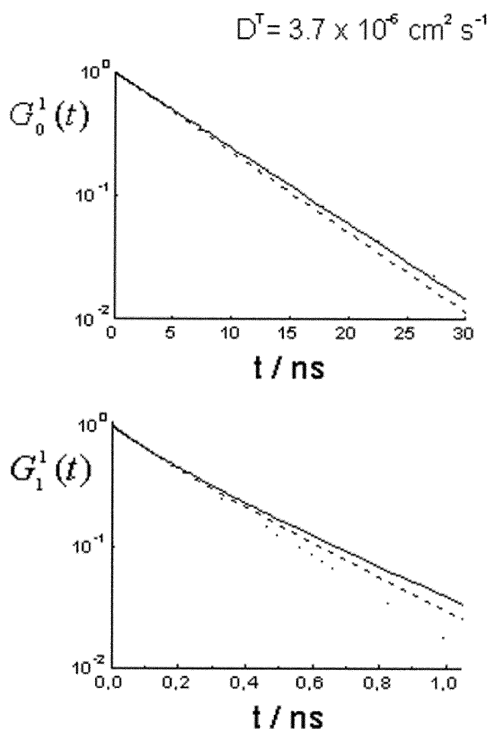 D^T = 3.7 x 10^-6 cm^2 s^-1
10^0
G_0^1 (t)
10^-1
10^-2
0 5 10 15 20 25 30
t / ns
10^0
G_1^1 (t)
10^-1
10^-2
0,0 0,2 0,4 0,6 0,8 1,0
t / ns